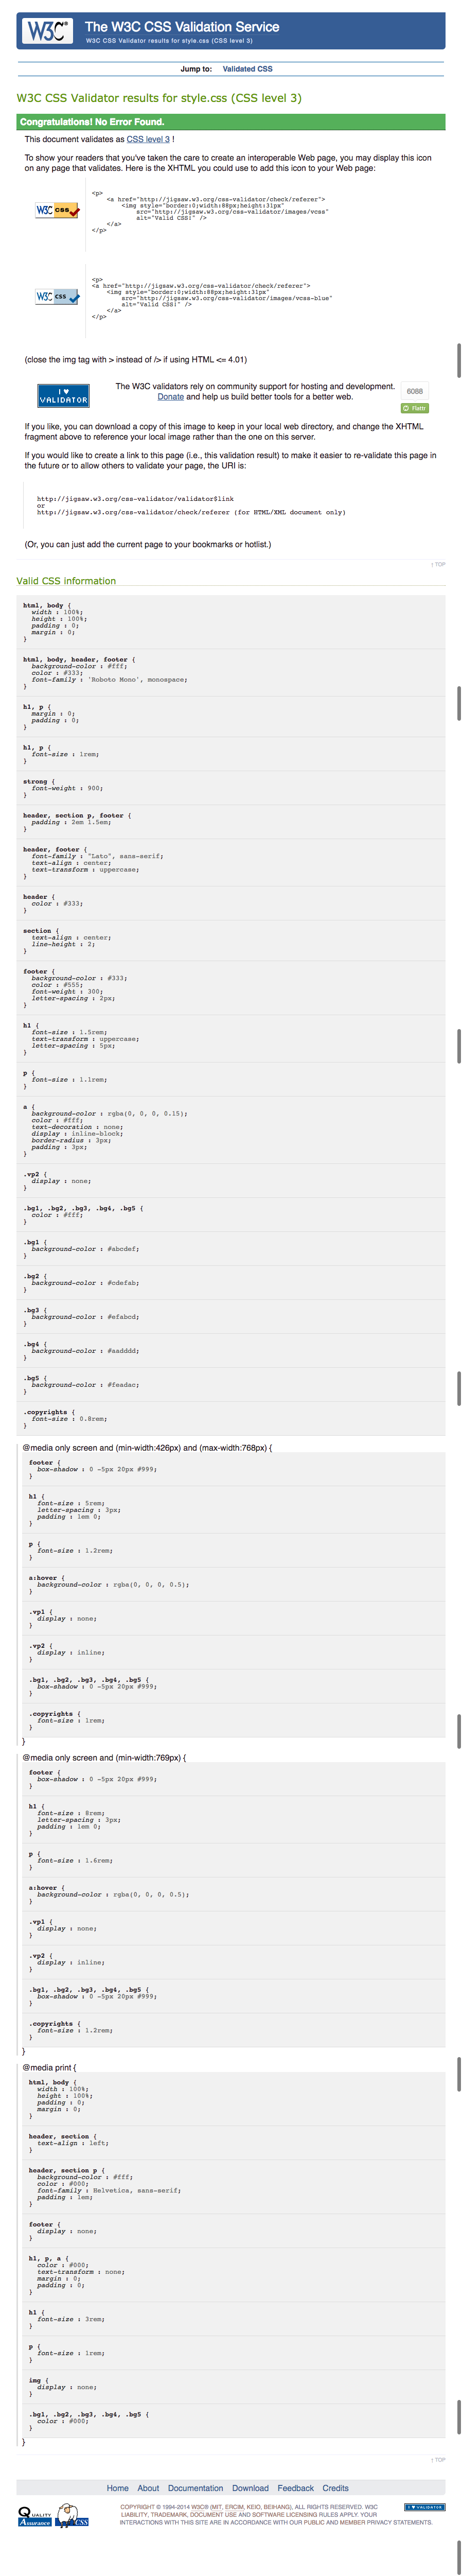 W3C®
The W3C CSS Validation Service
W3C CSS Validator results for style.css (CSS level 3)
Jump to: Validated CSS
W3C CSS Validator results for style.css (CSS level 3)
Congratulations! No Error Found.
This document validates as CSS level 3 !
To show your readers that you've taken the care to create an interoperable Web page, you may display this icon
on any page that validates. Here is the XHTML you could use to add this icon to your Web page:
W3C css
<p>
<a href="http://jigsaw.w3.org/css-validator/check/referer">
<img style="border:0;width:88px;height:31px"
src="http://jigsaw.w3.org/css-validator/images/vcss"
alt="Valid CSS!" />
</a>
</p>
W3C css
<p>
<a href="http://jigsaw.w3.org/css-validator/check/referer">
<img style="border:0;width:88px;height:31px"
src="http://jigsaw.w3.org/css-validator/images/vcss-blue"
alt="Valid CSS!" />
</a>
</p>
(close the img tag with > instead of /> if using HTML <= 4.01)
I ♥
VALIDATOR
The W3C validators rely on community support for hosting and development.
Donate and help us build better tools for a better web.
6088
Flattr
If you like, you can download a copy of this image to keep in your local web directory, and change the XHTML
fragment above to reference your local image rather than the one on this server.
If you would like to create a link to this page (i.e., this validation result) to make it easier to re-validate this page in
the future or to allow others to validate your page, the URI is:
http://jigsaw.w3.org/css-validator/validator$link
or
http://jigsaw.w3.org/css-validator/check/referer (for HTML/XML document only)
(Or, you can just add the current page to your bookmarks or hotlist.)
↑ TOP
Valid CSS information
html, body {
width : 100%;
height : 100%;
padding : 0;
margin : 0;
}
html, body, header, footer {
background-color : #fff;
color : #333;
font-family : 'Roboto Mono', monospace;
}
h1, p {
margin : 0;
padding : 0;
}
h1, p {
font-size : 1rem;
}
strong {
font-weight : 900;
}
header, section p, footer {
padding : 2em 1.5em;
}
header, footer {
font-family : "Lato", sans-serif;
text-align : center;
text-transform : uppercase;
}
header {
color : #333;
}
section {
text-align : center;
line-height : 2;
}
footer {
background-color : #333;
color : #555;
font-weight : 300;
letter-spacing : 2px;
}
h1 {
font-size : 1.5rem;
text-transform : uppercase;
letter-spacing : 5px;
}
p {
font-size : 1.1rem;
}
a {
background-color : rgba(0, 0, 0, 0.15);
color : #fff;
text-decoration : none;
display : inline-block;
border-radius : 3px;
padding : 3px;
}
.vp2 {
display : none;
}
.bg1, .bg2, .bg3, .bg4, .bg5 {
color : #fff;
}
.bg1 {
background-color : #abcdef;
}
.bg2 {
background-color : #cdefab;
}
.bg3 {
background-color : #efabcd;
}
.bg4 {
background-color : #aadddd;
}
.bg5 {
background-color : #feadac;
}
.copyrights {
font-size : 0.8rem;
}
@media only screen and (min-width:426px) and (max-width:768px) {
footer {
box-shadow : 0 -5px 20px #999;
}
h1 {
font-size : 5rem;
letter-spacing : 3px;
padding : 1em 0;
}
p {
font-size : 1.2rem;
}
a:hover {
background-color : rgba(0, 0, 0, 0.5);
}
.vp1 {
display : none;
}
.vp2 {
display : inline;
}
.bg1, .bg2, .bg3, .bg4, .bg5 {
box-shadow : 0 -5px 20px #999;
}
.copyrights {
font-size : 1rem;
}
}
@media only screen and (min-width:769px) {
footer {
box-shadow : 0 -5px 20px #999;
}
h1 {
font-size : 8rem;
letter-spacing : 3px;
padding : 1em 0;
}
p {
font-size : 1.6rem;
}
a:hover {
background-color : rgba(0, 0, 0, 0.5);
}
.vp1 {
display : none;
}
.vp2 {
display : inline;
}
.bg1, .bg2, .bg3, .bg4, .bg5 {
box-shadow : 0 -5px 20px #999;
}
.copyrights {
font-size : 1.2rem;
}
}
@media print {
html, body {
width : 100%;
height : 100%;
padding : 0;
margin : 0;
}
header, section {
text-align : left;
}
header, section p {
background-color : #fff;
color : #000;
font-family : Helvetica, sans-serif;
padding : 1em;
}
footer {
display : none;
}
h1, p, a {
color : #000;
text-transform : none;
margin : 0;
padding : 0;
}
h1 {
font-size : 3rem;
}
p {
font-size : 1rem;
}
img {
display : none;
}
.bg1, .bg2, .bg3, .bg4, .bg5 {
color : #000;
}
}
↑ TOP
Home About Documentation Download Feedback Credits
QUALITY
Assurance
CSS
COPYRIGHT © 1994-2014 W3C® (MIT, ERCIM, KEIO, BEIHANG), ALL RIGHTS RESERVED. W3C
LIABILITY, TRADEMARK, DOCUMENT USE AND SOFTWARE LICENSING RULES APPLY. YOUR
INTERACTIONS WITH THIS SITE ARE IN ACCORDANCE WITH OUR PUBLIC AND MEMBER PRIVACY STATEMENTS.
I ♥ VALIDATOR